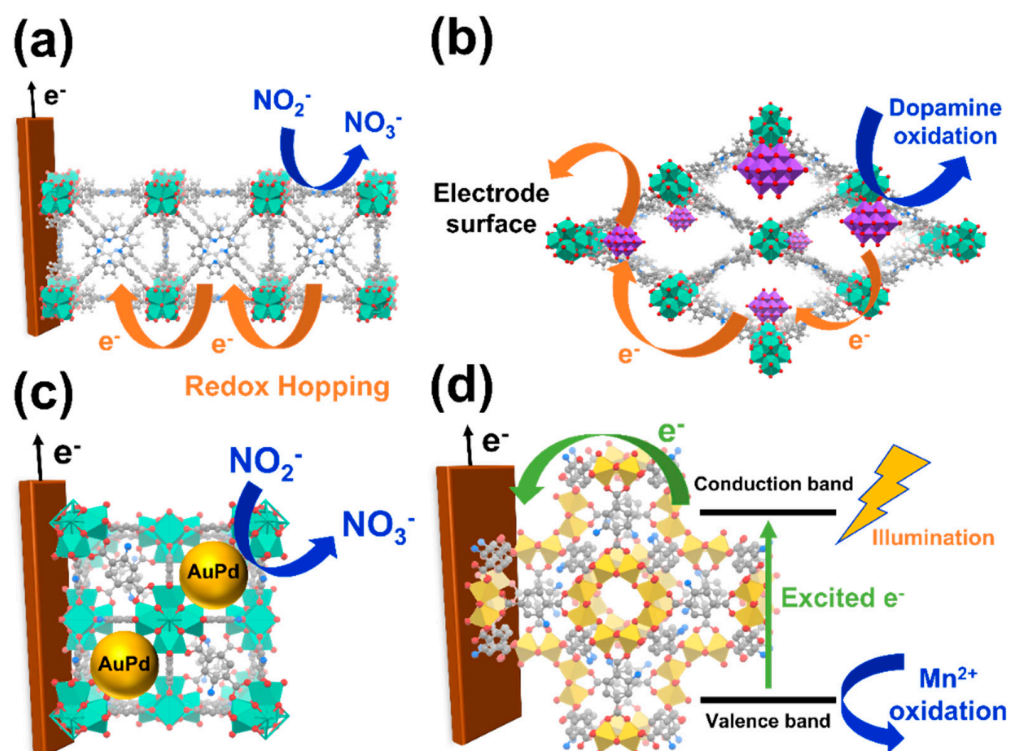 (a)
e⁻
NO₂⁻
NO₃⁻
e⁻
e⁻
Redox Hopping
(b)
Dopamine
oxidation
Electrode
surface
e⁻
e⁻
(c)
e⁻
NO₂⁻
NO₃⁻
AuPd
AuPd
(d)
e⁻
e⁻
Conduction band
Illumination
Excited e⁻
Valence band
Mn²⁺
oxidation